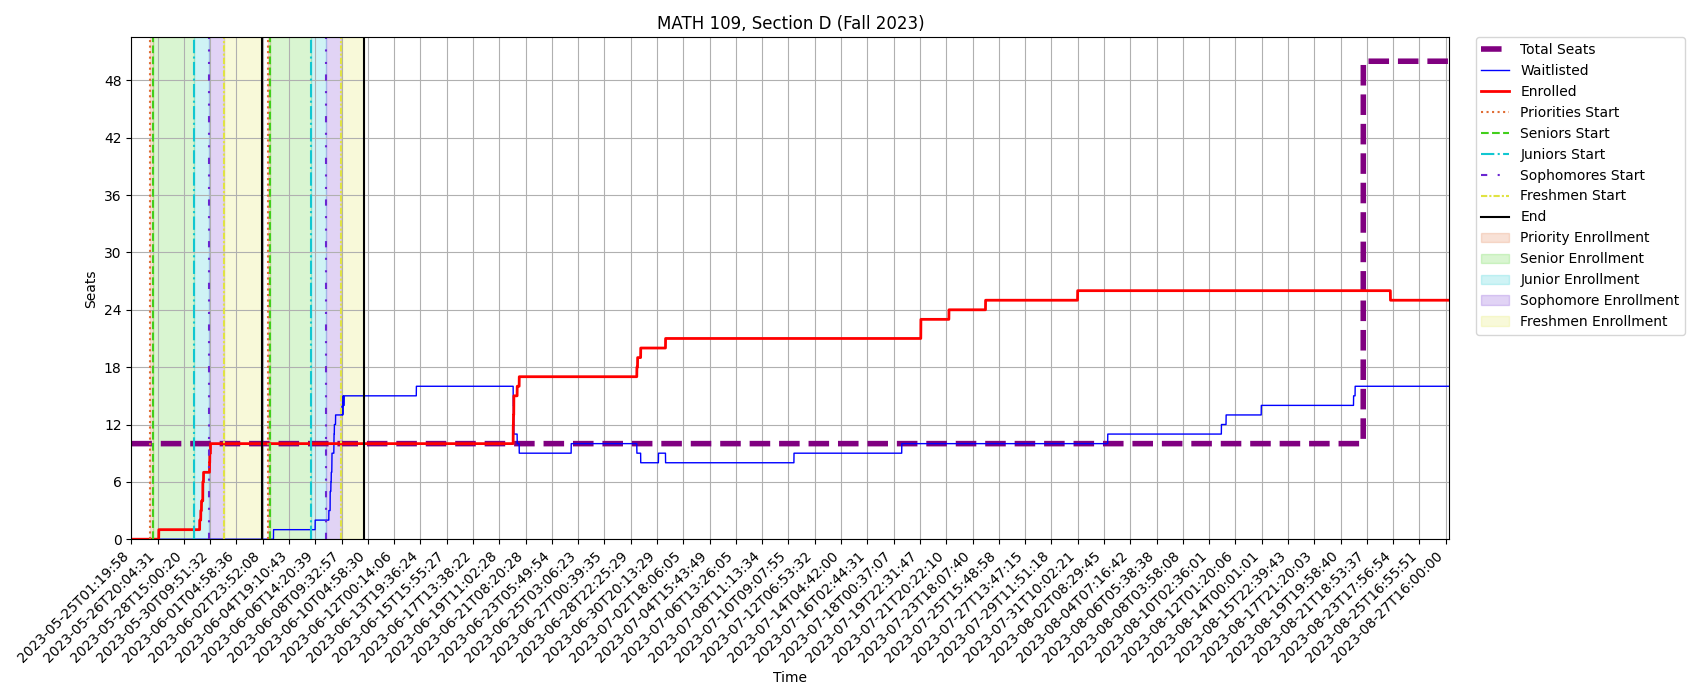 MATH 109, Section D (Fall 2023)
Seats
48
42
36
30
24
18
12
6
0
2023-05-25T01:19:58
2023-05-26T20:04:31
2023-05-28T15:00:20
2023-05-30T09:51:32
2023-06-01T04:58:36
2023-06-02T23:52:08
2023-06-04T19:10:43
2023-06-06T14:20:39
2023-06-08T09:32:57
2023-06-10T04:58:30
2023-06-12T00:14:06
2023-06-13T19:36:24
2023-06-15T15:55:27
2023-06-17T13:38:22
2023-06-19T11:02:28
2023-06-21T08:20:28
2023-06-23T05:49:54
2023-06-25T03:06:23
2023-06-27T00:39:35
2023-06-28T22:25:29
2023-06-30T20:13:29
2023-07-02T18:06:05
2023-07-04T15:43:49
2023-07-06T13:26:05
2023-07-08T11:13:34
2023-07-10T09:07:55
2023-07-12T06:53:32
2023-07-14T04:42:00
2023-07-16T02:44:31
2023-07-18T00:37:07
2023-07-19T22:31:47
2023-07-21T20:22:10
2023-07-23T18:07:40
2023-07-25T15:48:58
2023-07-27T13:47:15
2023-07-29T11:51:18
2023-07-31T10:02:21
2023-08-02T08:29:45
2023-08-04T07:16:42
2023-08-06T05:38:38
2023-08-08T03:58:08
2023-08-10T02:36:01
2023-08-12T01:20:06
2023-08-14T00:01:01
2023-08-15T22:39:43
2023-08-17T21:20:03
2023-08-19T19:58:40
2023-08-21T18:53:37
2023-08-23T17:56:54
2023-08-25T16:55:51
2023-08-27T16:00:00
Time
Total Seats
Waitlisted
Enrolled
Priorities Start
Seniors Start
Juniors Start
Sophomores Start
Freshmen Start
End
Priority Enrollment
Senior Enrollment
Junior Enrollment
Sophomore Enrollment
Freshmen Enrollment